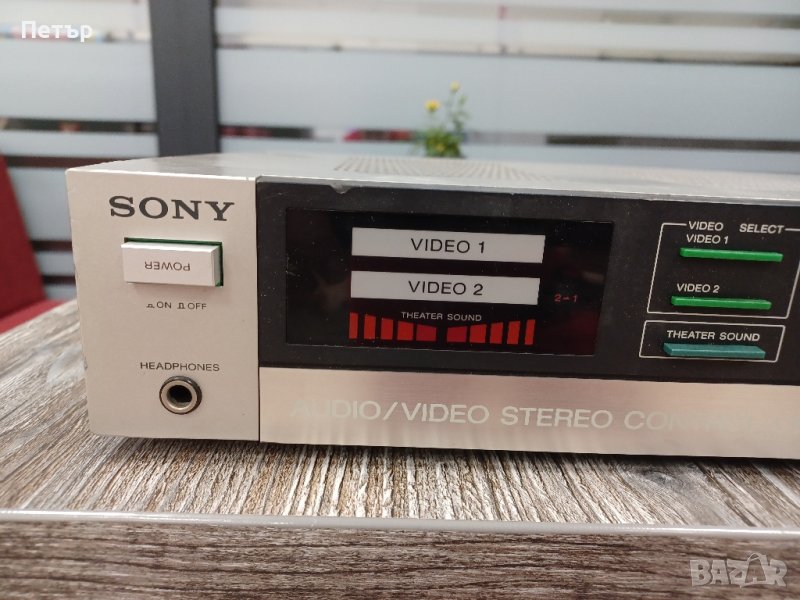 Петър
SONY
POWER
ON OFF
HEADPHONES
VIDEO 1
VIDEO 2
2-1
THEATER SOUND
VIDEO SELECT
VIDEO 1
VIDEO 2
THEATER SOUND
AUDIO/VIDEO STEREO
BAZAR